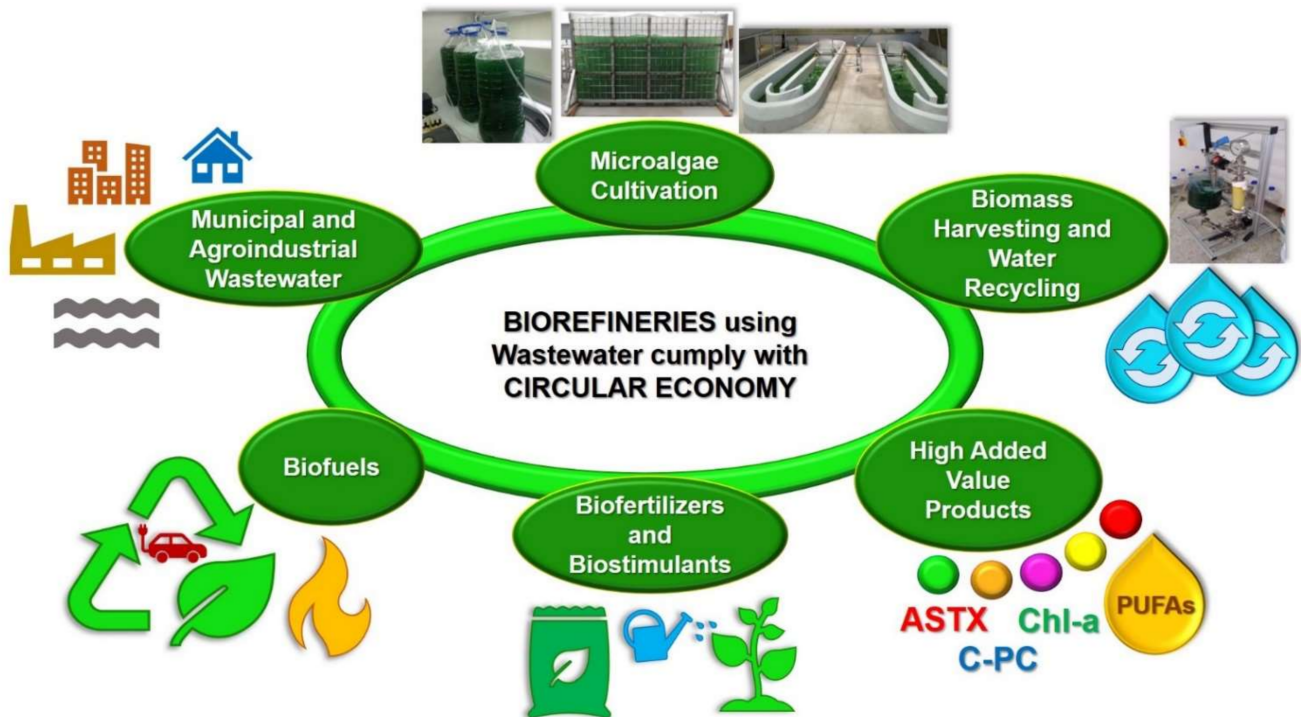 Microalgae
Cultivation
Municipal and
Agroindustrial
Wastewater
Biomass
Harvesting and
Water
Recycling
BIOREFINERIES using
Wastewater cumply with
CIRCULAR ECONOMY
Biofuels
High Added
Value
Products
Biofertilizers
and
Biostimulants
ASTX Chl-a
C-PC
PUFAs